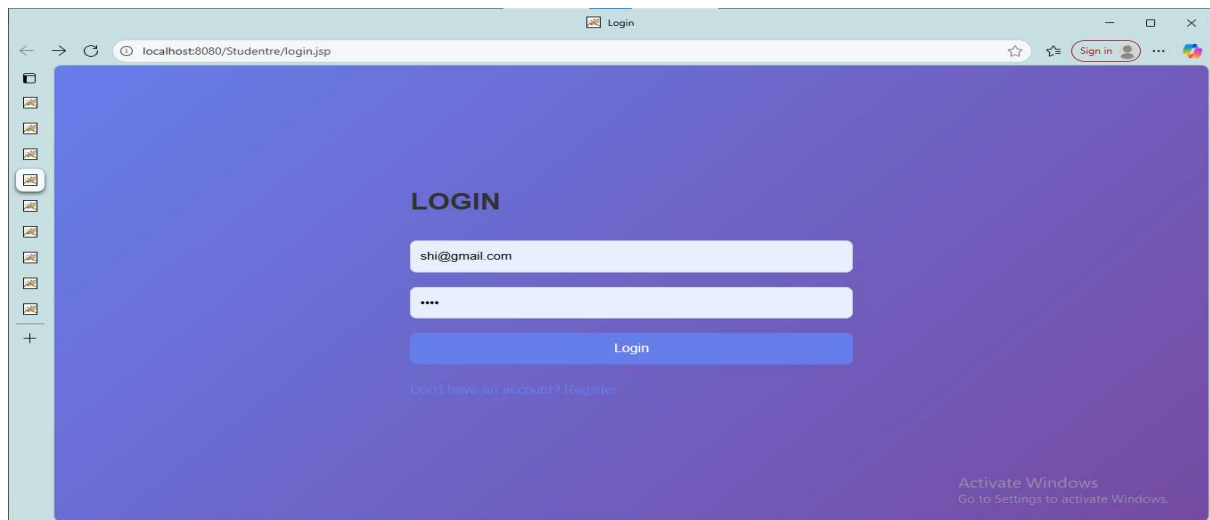 Login
localhost:8080/Studentre/login.jsp
Sign in
LOGIN
shi@gmail.com
••••
Login
Don't have an account? Register
Activate Windows
Go to Settings to activate Windows.